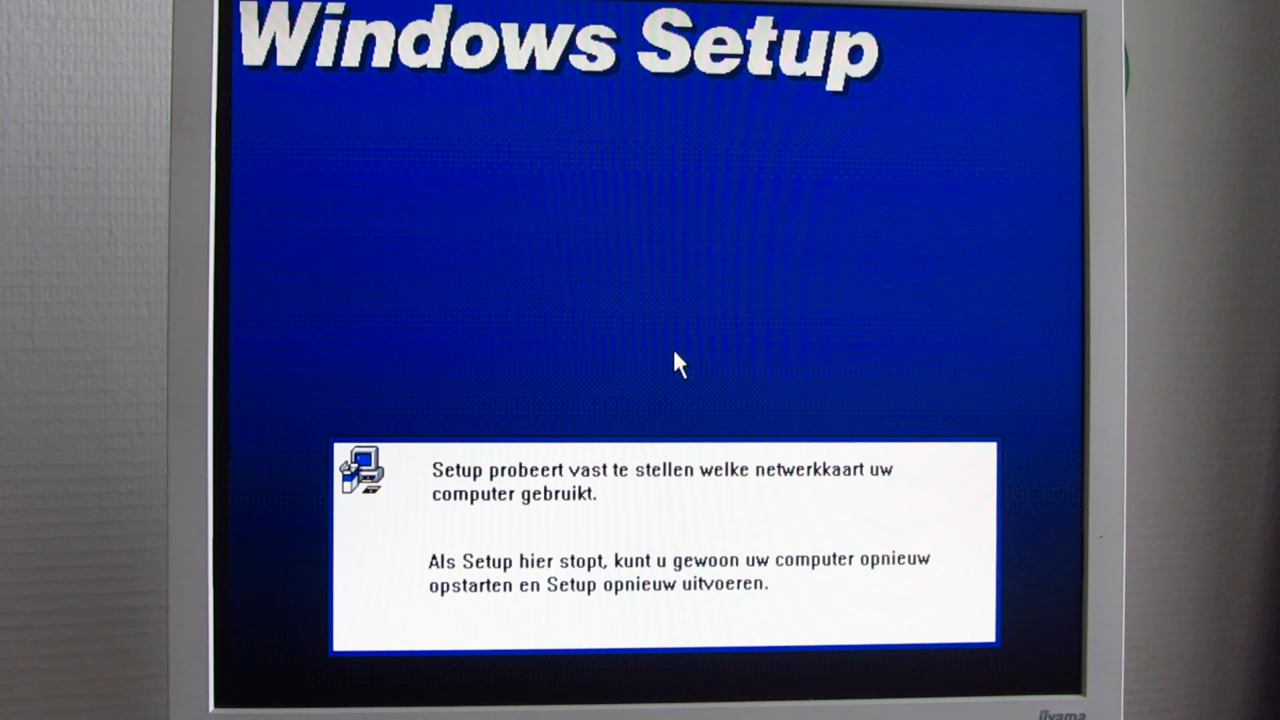 Windows Setup
Setup probeert vast te stellen welke netwerkkaart uw
computer gebruikt.
Als Setup hier stopt, kunt u gewoon uw computer opnieuw
opstarten en Setup opnieuw uitvoeren.
iiyama